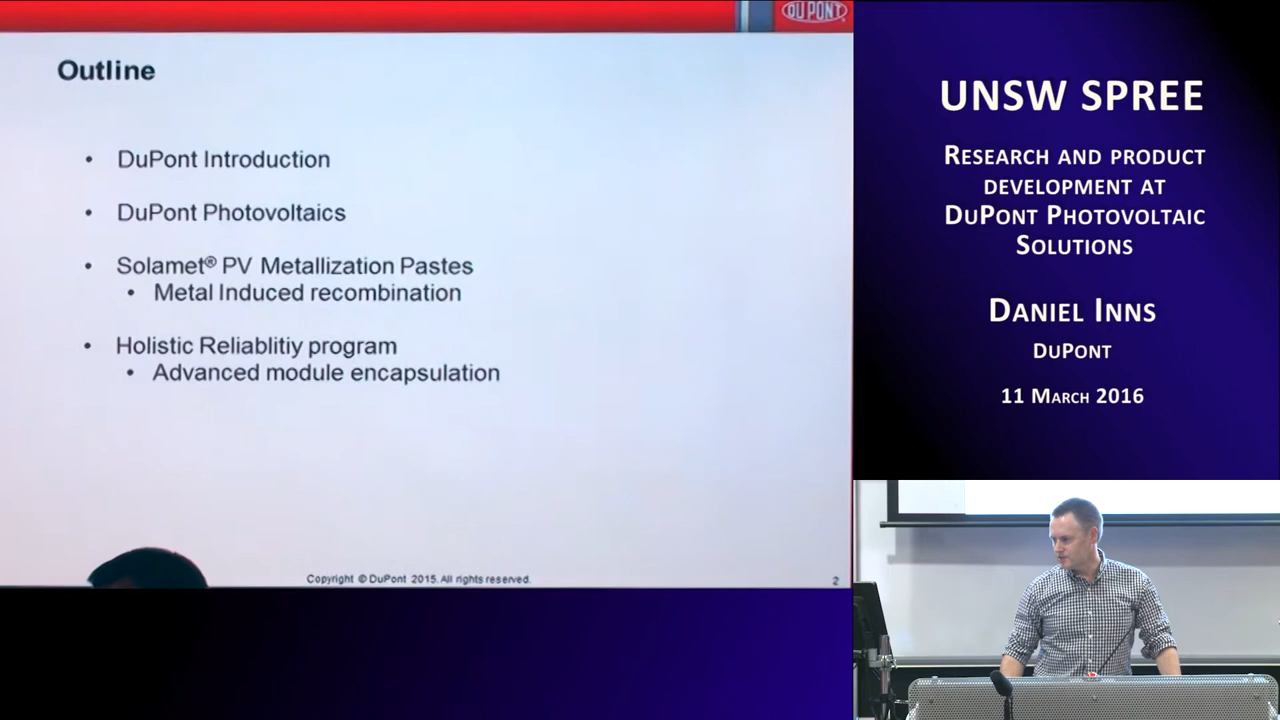 DU PONT
Outline
• DuPont Introduction
• DuPont Photovoltaics
• Solamet® PV Metallization Pastes
• Metal Induced recombination
• Holistic Reliablitiy program
• Advanced module encapsulation
Copyright © DuPont 2015. All rights reserved.
2
UNSW SPREE
RESEARCH AND PRODUCT
DEVELOPMENT AT
DUPONT PHOTOVOLTAIC
SOLUTIONS
DANIEL INNS
DUPONT
11 MARCH 2016